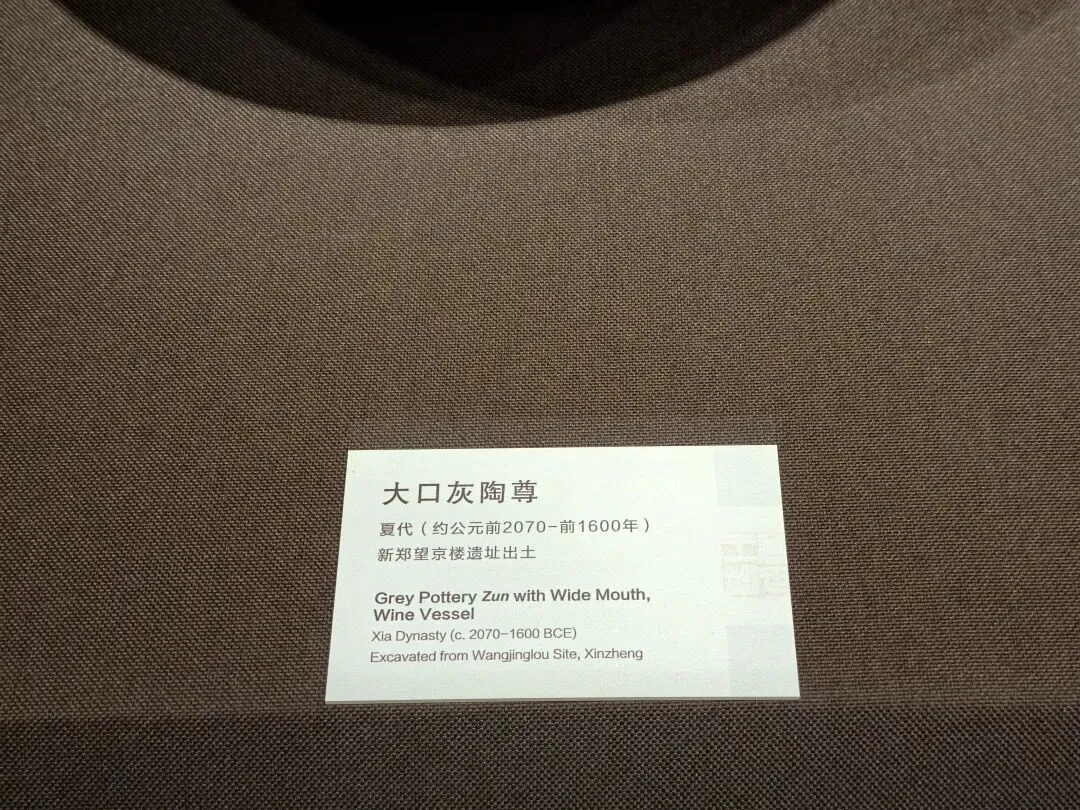 大口灰陶尊
夏代（约公元前2070-前1600年）
新郑望京楼遗址出土
Grey Pottery Zun with Wide Mouth,
Wine Vessel
Xia Dynasty (c. 2070-1600 BCE)
Excavated from Wangjinglou Site, Xinzheng